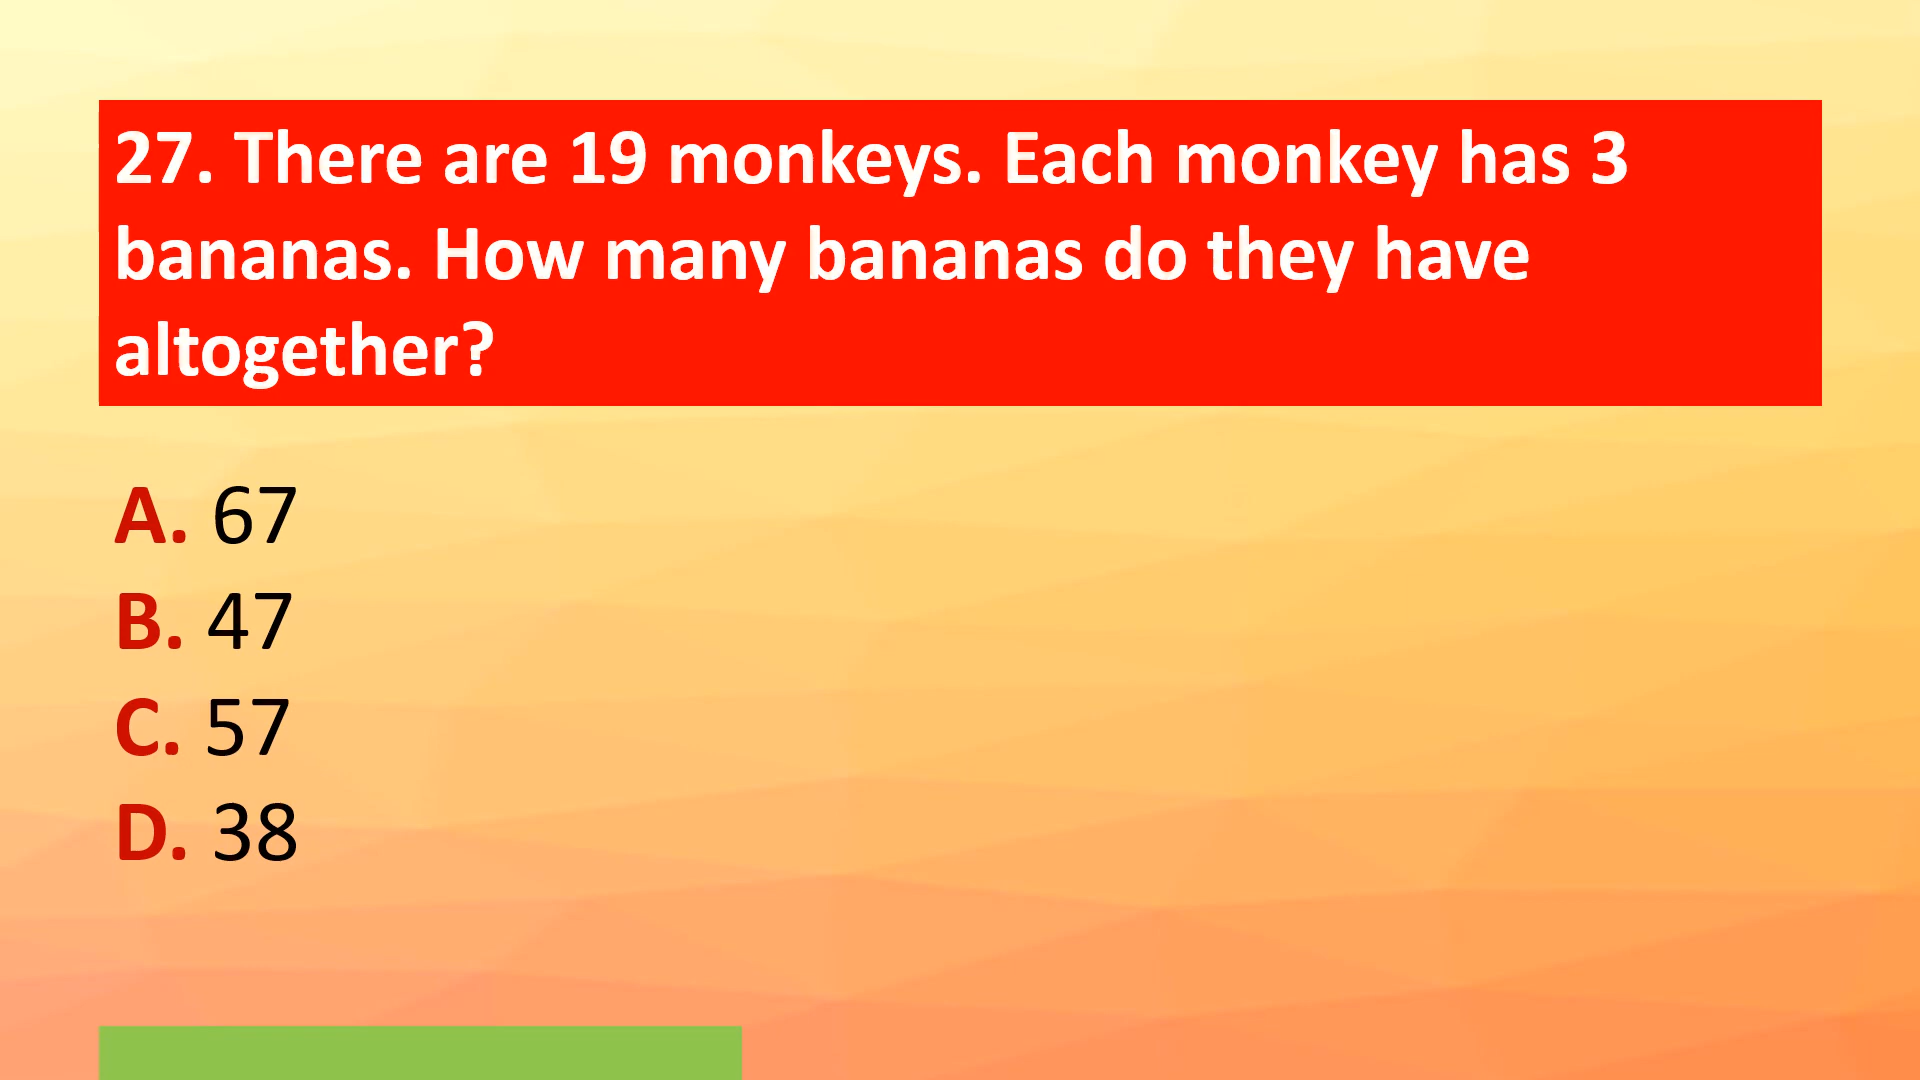 27. There are 19 monkeys. Each monkey has 3
bananas. How many bananas do they have
altogether?
A. 67
B. 47
C. 57
D. 38